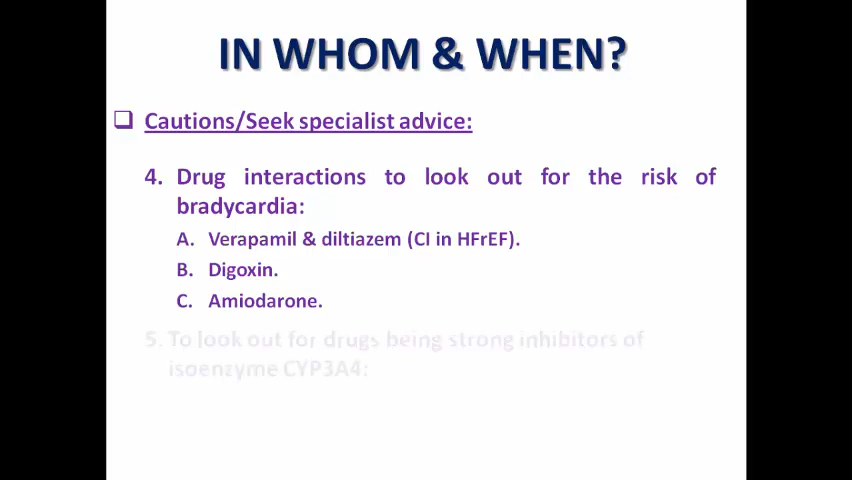 IN WHOM & WHEN?
❑ Cautions/Seek specialist advice:
4. Drug interactions to look out for the risk of
bradycardia:
A. Verapamil & diltiazem (CI in HFrEF).
B. Digoxin.
C. Amiodarone.
5. To look out for drugs being strong inhibitors of
isoenzyme CYP3A4: